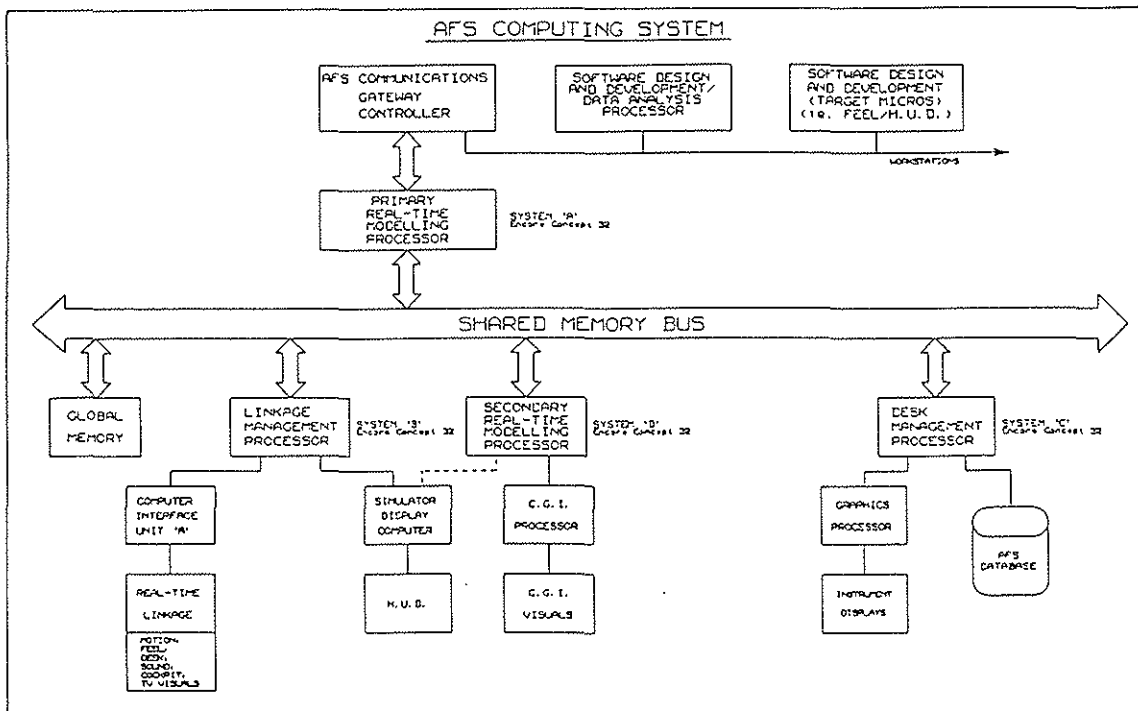 AFS COMPUTING SYSTEM
AFS COMMUNICATIONS
GATEWAY
CONTROLLER
SOFTWARE DESIGN
AND DEVELOPMENT/
DATA ANALYSIS
PROCESSOR
SOFTWARE DESIGN
AND DEVELOPMENT
(TARGET MICROS)
(ie. FEEL/H.U.D.)
WORKSTATIONS
PRIMARY
REAL-TIME
MODELLING
PROCESSOR
SYSTEM 'A'
Encore Concept 32
SHARED MEMORY BUS
GLOBAL
MEMORY
LINKAGE
MANAGEMENT
PROCESSOR
SYSTEM 'B'
Encore Concept 32
SECONDARY
REAL-TIME
MODELLING
PROCESSOR
SYSTEM 'D'
Encore Concept 32
DESK
MANAGEMENT
PROCESSOR
SYSTEM 'C'
Encore Concept 32
COMPUTER
INTERFACE
UNIT 'A'
SIMULATOR
DISPLAY
COMPUTER
C.G.I.
PROCESSOR
GRAPHICS
PROCESSOR
AFS
DATABASE
REAL-TIME
LINKAGE
MOTION,
FEEL,
DESK,
SOUND,
COCKPIT,
TV VISUALS
H.U.D.
C.G.I.
VISUALS
INSTRUMENT
DISPLAYS